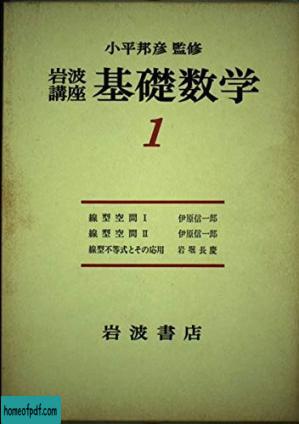 小平邦彦 監修
岩波
講座 基礎数学
1
線型空間 I 伊原信一郎
線型空間 II 伊原信一郎
線型不等式とその応用 岩堀長慶
岩波書店
homeofpdf.com